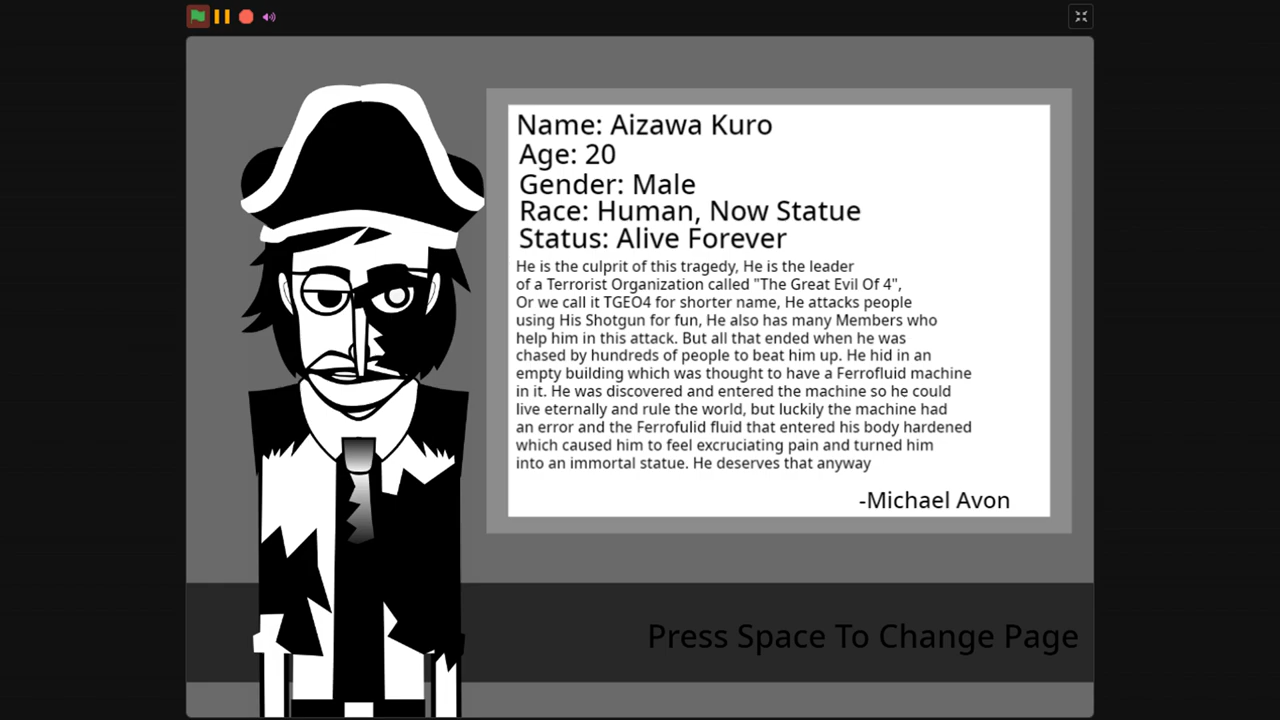 Name: Aizawa Kuro
Age: 20
Gender: Male
Race: Human, Now Statue
Status: Alive Forever
He is the culprit of this tragedy, He is the leader
of a Terrorist Organization called "The Great Evil Of 4",
Or we call it TGEO4 for shorter name, He attacks people
using His Shotgun for fun, He also has many Members who
help him in this attack. But all that ended when he was
chased by hundreds of people to beat him up. He hid in an
empty building which was thought to have a Ferrofluid machine
in it. He was discovered and entered the machine so he could
live eternally and rule the world, but luckily the machine had
an error and the Ferrofulid fluid that entered his body hardened
which caused him to feel excruciating pain and turned him
into an immortal statue. He deserves that anyway
-Michael Avon
Press Space To Change Page